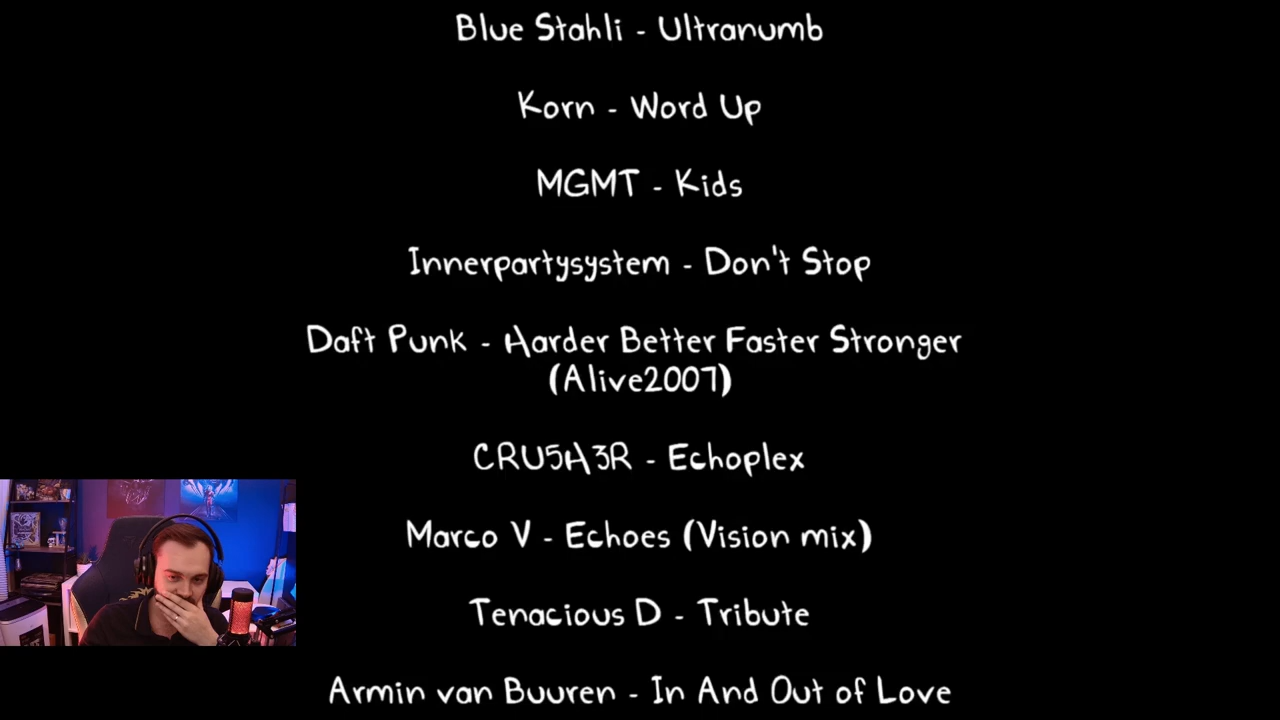 Blue Stahli - Ultranumb
Korn - Word Up
MGMT - Kids
Innerpartysystem - Don't Stop
Daft Punk - Harder Better Faster Stronger
(Alive2007)
CRU5H3R - Echoplex
Marco V - Echoes (Vision mix)
Tenacious D - Tribute
Armin van Buuren - In And Out of Love